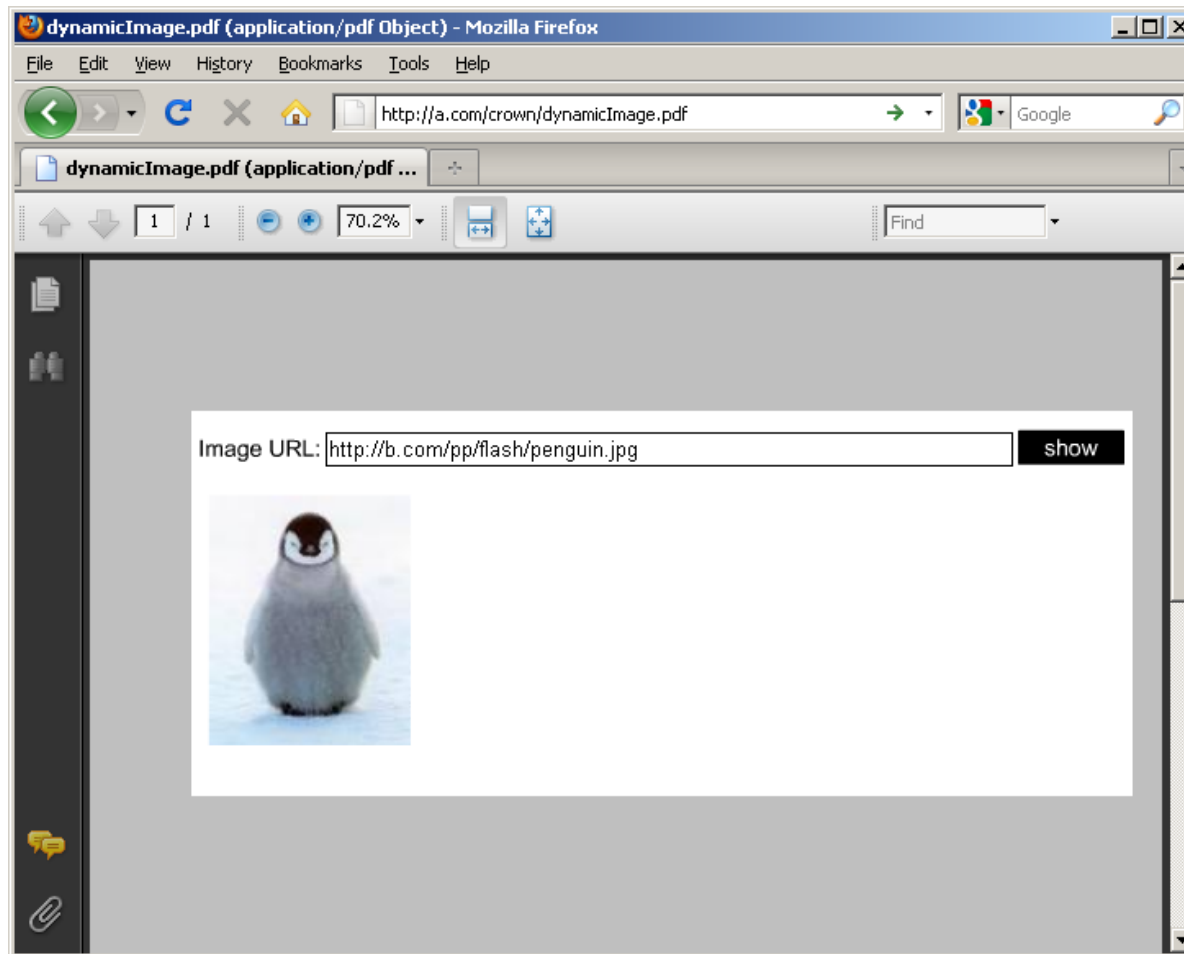 dynamicImage.pdf (application/pdf Object) - Mozilla Firefox
File Edit View History Bookmarks Tools Help
http://a.com/crown/dynamicImage.pdf Google
dynamicImage.pdf (application/pdf ...
1 / 1 70.2% Find
Image URL: http://b.com/pp/flash/penguin.jpg show